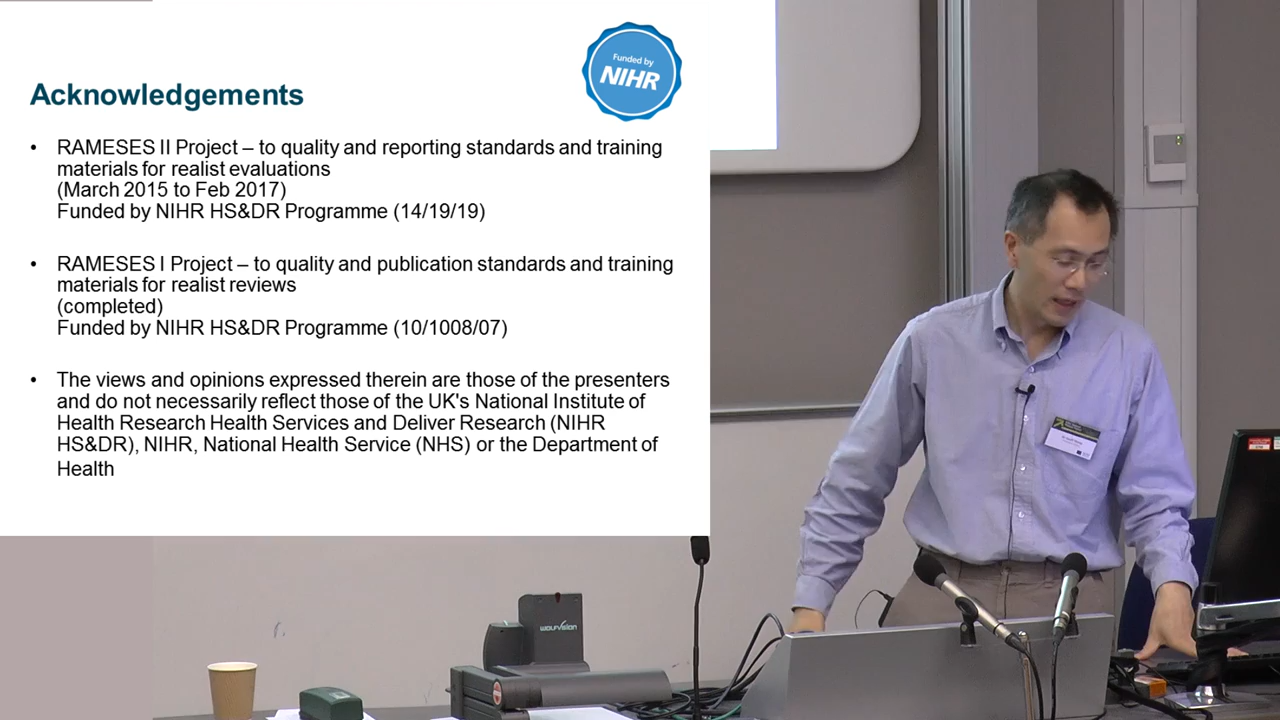 Funded by
NIHR
Acknowledgements
• RAMESES II Project – to quality and reporting standards and training
materials for realist evaluations
(March 2015 to Feb 2017)
Funded by NIHR HS&DR Programme (14/19/19)
• RAMESES I Project – to quality and publication standards and training
materials for realist reviews
(completed)
Funded by NIHR HS&DR Programme (10/1008/07)
• The views and opinions expressed therein are those of the presenters
and do not necessarily reflect those of the UK's National Institute of
Health Research Health Services and Deliver Research (NIHR
HS&DR), NIHR, National Health Service (NHS) or the Department of
Health
wolfvision